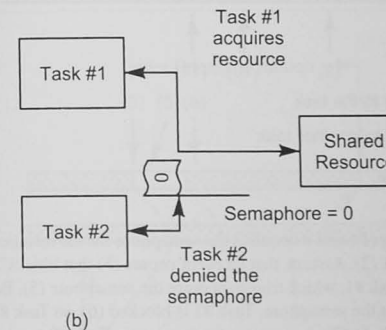 Task #1
acquires
resource
Task #1
Shared
Resource
0
Semaphore = 0
Task #2
Task #2
denied the
semaphore
(b)